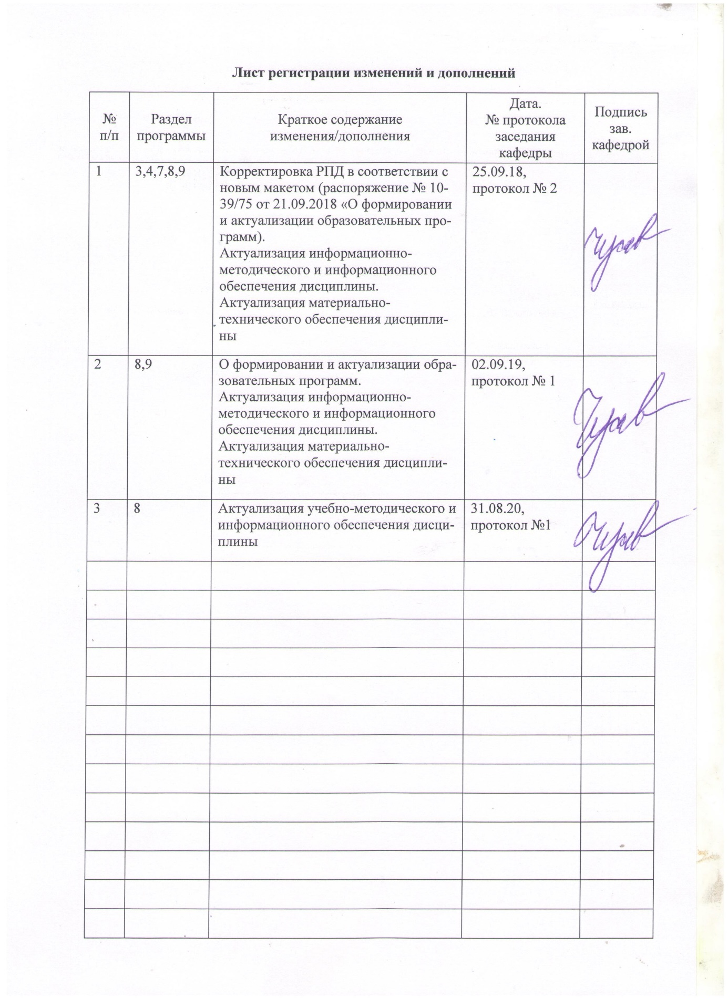 Лист регистрации изменений и дополнений
№
п/п
Раздел
программы
Краткое содержание
изменения/дополнения
Дата.
№ протокола
заседания
кафедры
Подпись
зав.
кафедрой
1
3,4,7,8,9
Корректировка РПД в соответствии с
новым макетом (распоряжение № 10-
39/75 от 21.09.2018 «О формировании
и актуализации образовательных про-
грамм).
Актуализация информационно-
методического и информационного
обеспечения дисциплины.
Актуализация материально-
технического обеспечения дисципли-
ны
25.09.18,
протокол № 2
2
8,9
О формировании и актуализации обра-
зовательных программ.
Актуализация информационно-
методического и информационного
обеспечения дисциплины.
Актуализация материально-
технического обеспечения дисципли-
ны
02.09.19,
протокол № 1
3
8
Актуализация учебно-методического и
информационного обеспечения дисци-
плины
31.08.20,
протокол №1